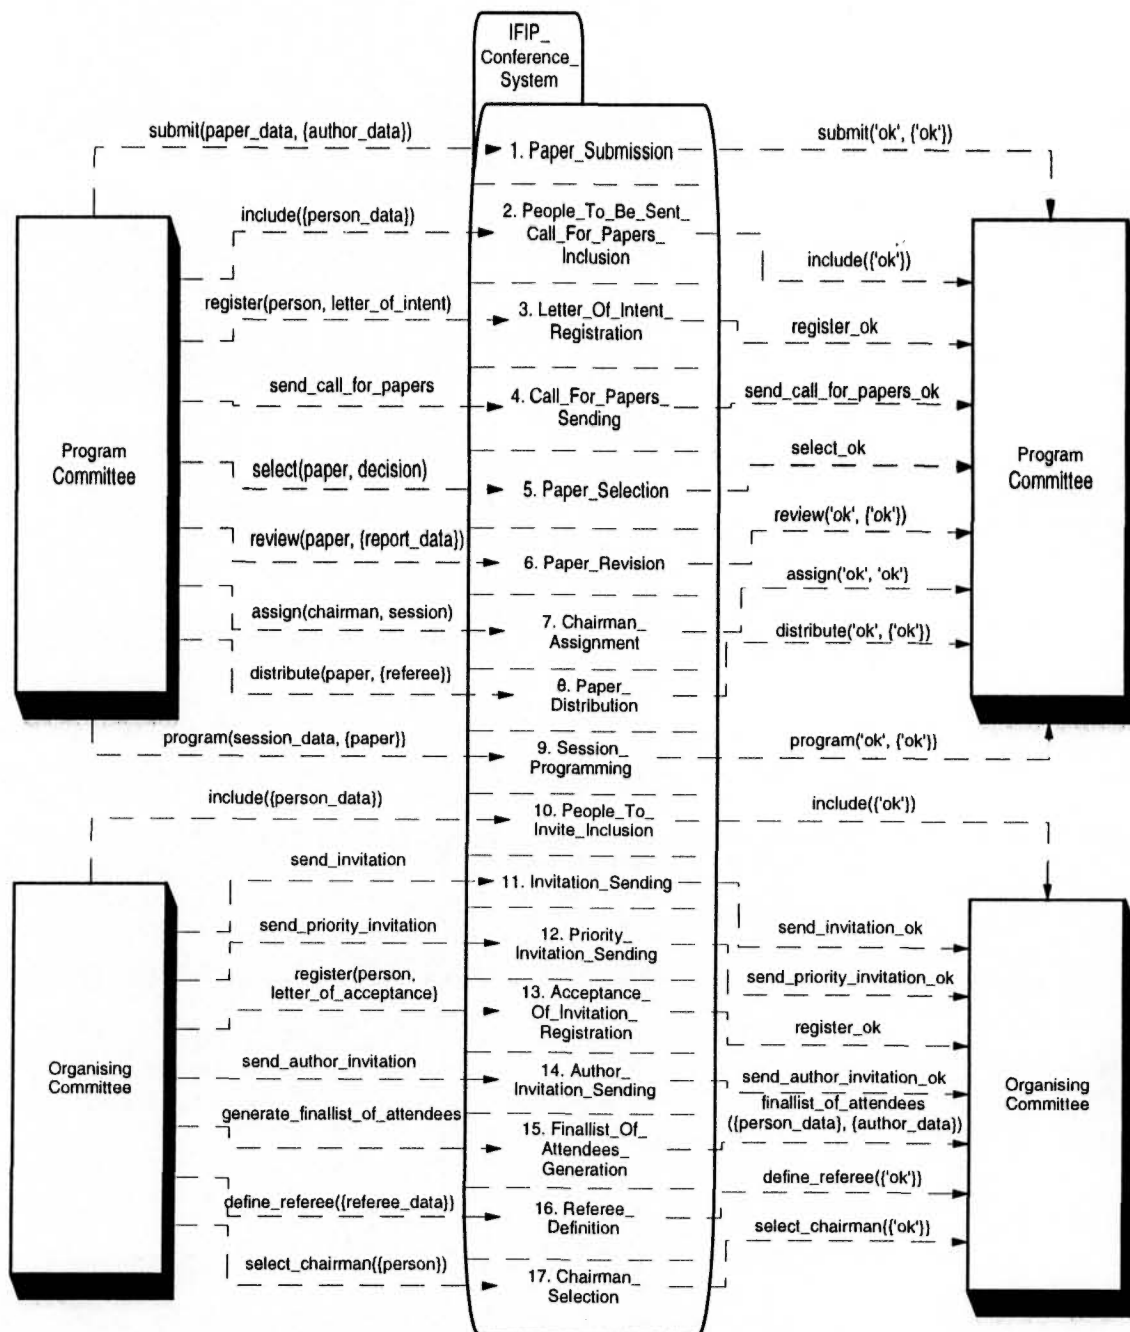 IFIP_
Conference_
System
submit(paper_data, {author_data})
1. Paper_Submission
submit('ok', {'ok'})
include({person_data})
2. People_To_Be_Sent_
Call_For_Papers_
Inclusion
include({'ok'})
register(person, letter_of_intent)
3. Letter_Of_Intent_
Registration
register_ok
send_call_for_papers
4. Call_For_Papers_
Sending
send_call_for_papers_ok
Program
Committee
select(paper, decision)
5. Paper_Selection
select_ok
Program
Committee
review(paper, {report_data})
6. Paper_Revision
review('ok', {'ok'})
assign(chairman, session)
7. Chairman_
Assignment
assign('ok', 'ok')
distribute(paper, {referee})
8. Paper_
Distribution
distribute('ok', {'ok'})
program(session_data, {paper})
9. Session_
Programming
program('ok', {'ok'})
include({person_data})
10. People_To_
Invite_Inclusion
include({'ok'})
send_invitation
11. Invitation_Sending
send_invitation_ok
send_priority_invitation
12. Priority_
Invitation_Sending
send_priority_invitation_ok
register(person,
letter_of_acceptance)
13. Acceptance_
Of_Invitation_
Registration
register_ok
Organising
Committee
send_author_invitation
14. Author_
Invitation_Sending
send_author_invitation_ok
Organising
Committee
generate_finallist_of_attendees
15. Finallist_Of_
Attendees_
Generation
finallist_of_attendees
({person_data}, {author_data})
define_referee({referee_data})
16. Referee_
Definition
define_referee({'ok'})
select_chairman({person})
17. Chairman_
Selection
select_chairman({'ok'})